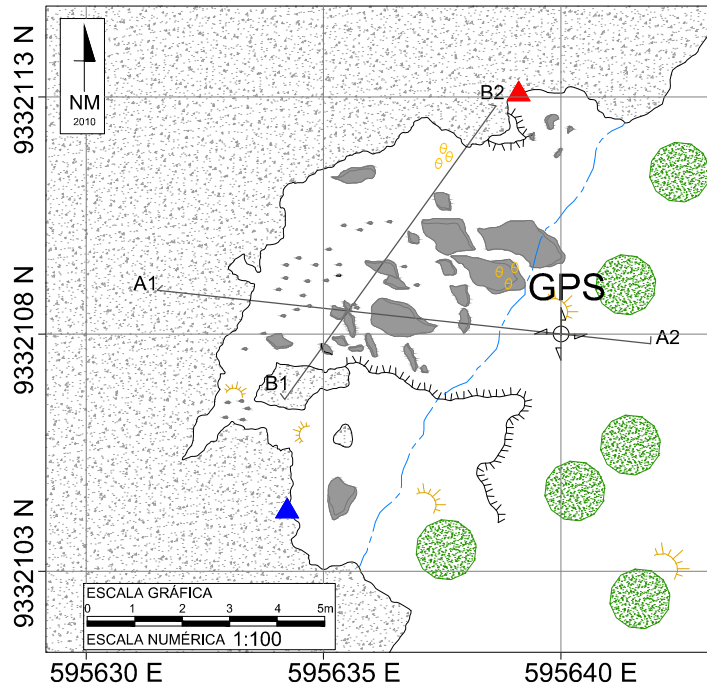 NM
2010
9332113 N
9332108 N
9332103 N
B2
A1
GPS
A2
B1
ESCALA GRÁFICA
0 1 2 3 4 5m
ESCALA NUMÉRICA 1:100
595630 E 595635 E 595640 E